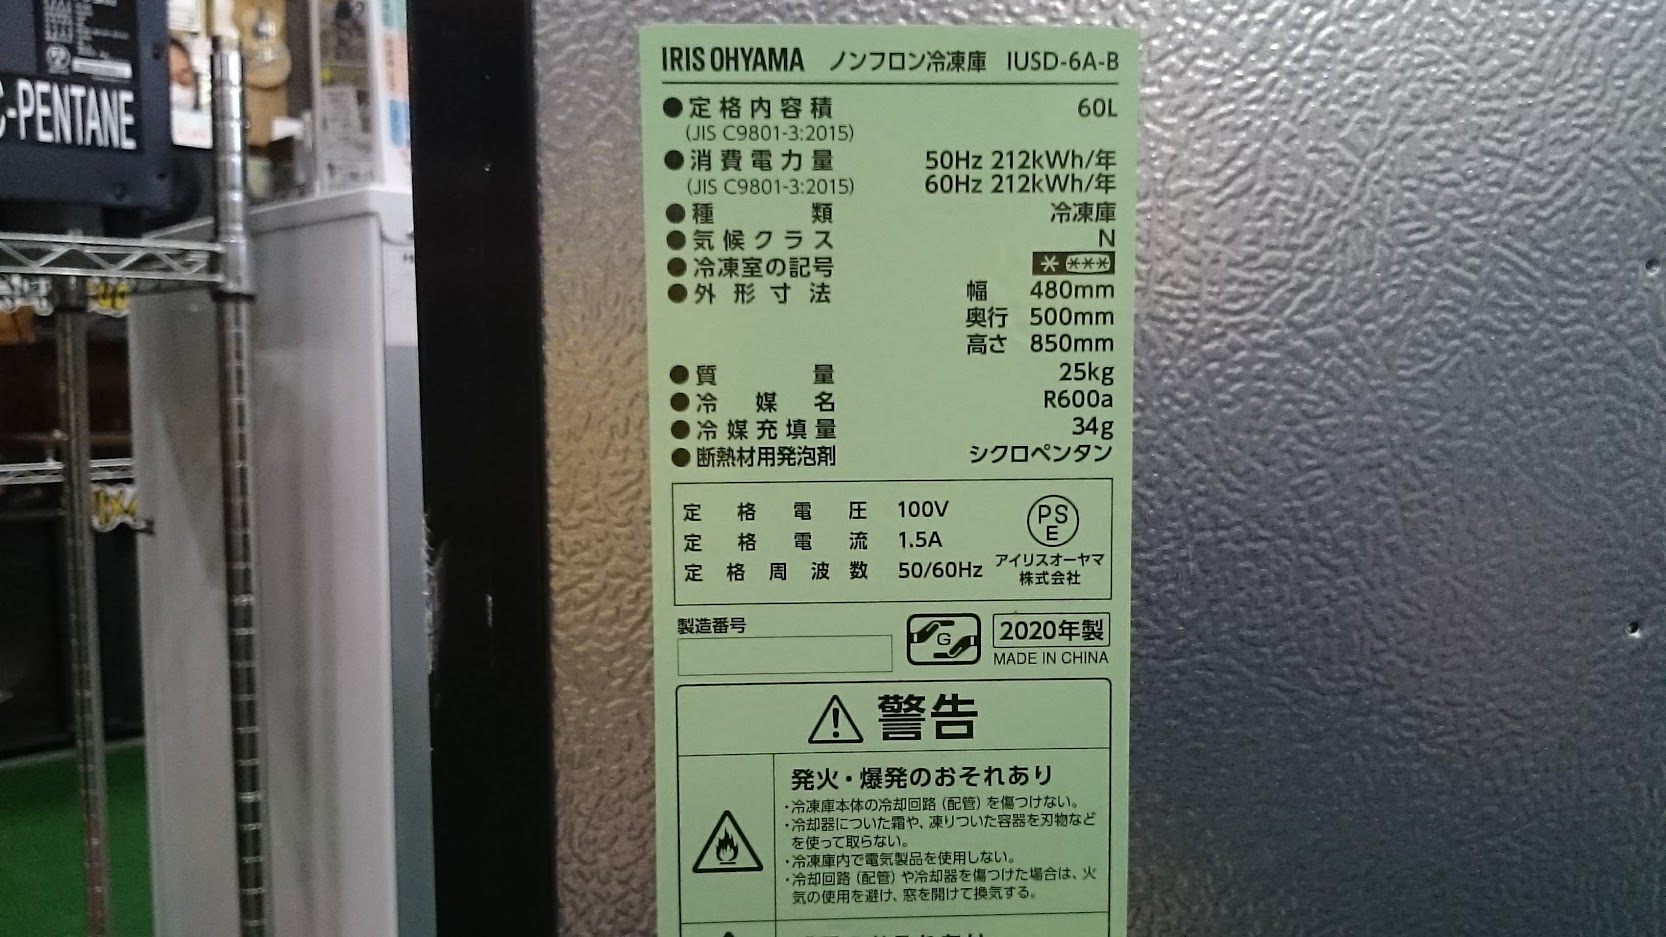 C-PENTANE
IRIS OHYAMA ノンフロン冷凍庫 IUSD-6A-B
●定格内容積 60L
(JIS C9801-3:2015)
●消費電力量 50Hz 212kWh/年
(JIS C9801-3:2015) 60Hz 212kWh/年
●種類 冷凍庫
●気候クラス N
●冷凍室の記号 * ***
●外形寸法 幅 480mm
奥行 500mm
高さ 850mm
●質量 25kg
●冷媒名 R600a
●冷媒充填量 34g
●断熱材用発泡剤 シクロペンタン
定格電圧 100V
定格電流 1.5A
定格周波数 50/60Hz
PS
E
アイリスオーヤマ
株式会社
製造番号
G
2020年製
MADE IN CHINA
警告
発火・爆発のおそれあり
・冷凍庫本体の冷却回路（配管）を傷つけない。
・冷却器についた霜や、凍りついた容器を刃物など
を使って取らない。
・冷凍庫内で電気製品を使用しない。
・冷却回路（配管）や冷却器を傷つけた場合は、火
気の使用を避け、窓を開けて換気する。